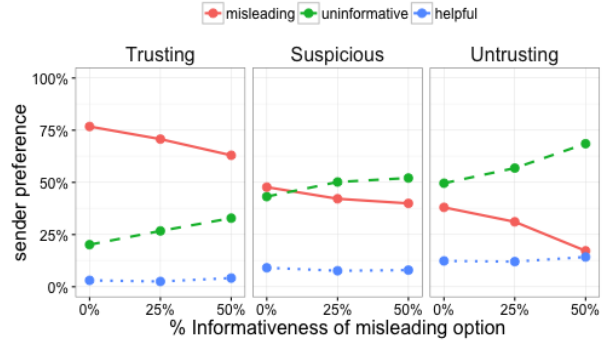 misleading uninformative helpful
Trusting Suspicious Untrusting
100%
75%
50%
25%
0%
sender preference
0% 25% 50% 0% 25% 50% 0% 25% 50%
% Informativeness of misleading option